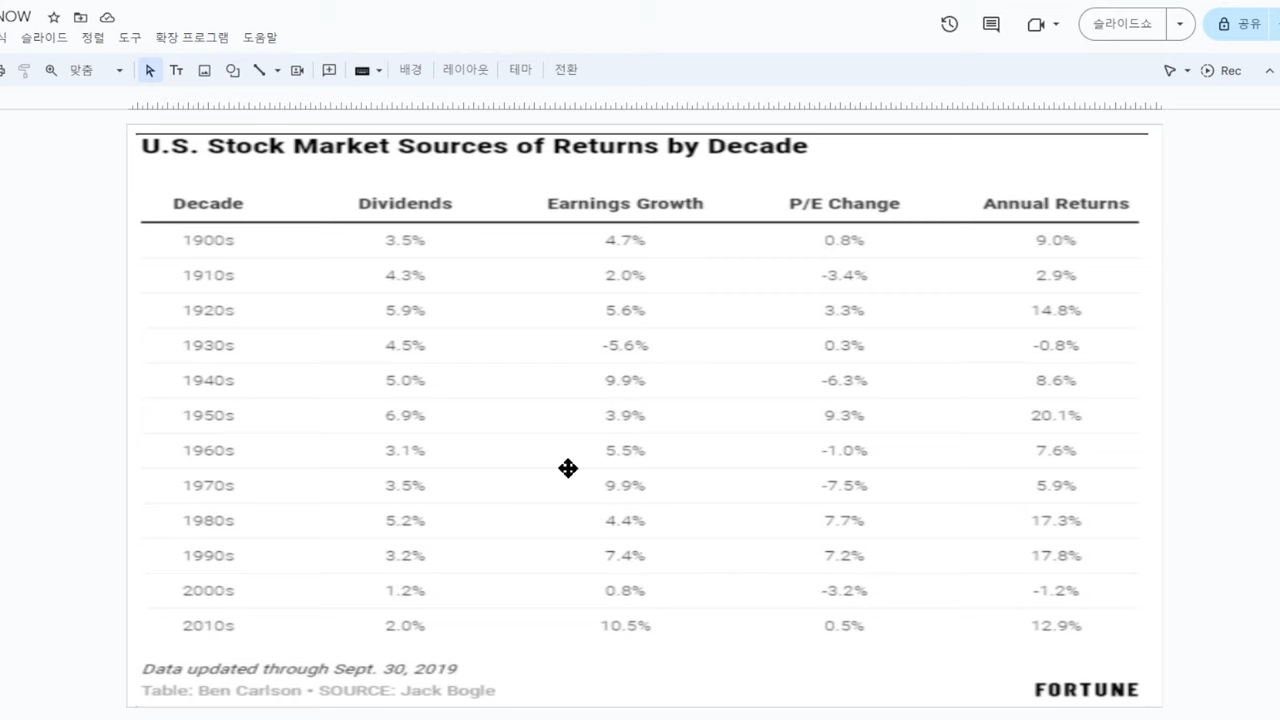 NOW
식 슬라이드 정렬 도구 확장 프로그램 도움말
슬라이드쇼
공유
맞춤
배경 레이아웃 테마 전환
Rec
U.S. Stock Market Sources of Returns by Decade
Decade Dividends Earnings Growth P/E Change Annual Returns
1900s 3.5% 4.7% 0.8% 9.0%
1910s 4.3% 2.0% -3.4% 2.9%
1920s 5.9% 5.6% 3.3% 14.8%
1930s 4.5% -5.6% 0.3% -0.8%
1940s 5.0% 9.9% -6.3% 8.6%
1950s 6.9% 3.9% 9.3% 20.1%
1960s 3.1% 5.5% -1.0% 7.6%
1970s 3.5% 9.9% -7.5% 5.9%
1980s 5.2% 4.4% 7.7% 17.3%
1990s 3.2% 7.4% 7.2% 17.8%
2000s 1.2% 0.8% -3.2% -1.2%
2010s 2.0% 10.5% 0.5% 12.9%
Data updated through Sept. 30, 2019
Table: Ben Carlson • SOURCE: Jack Bogle
FORTUNE